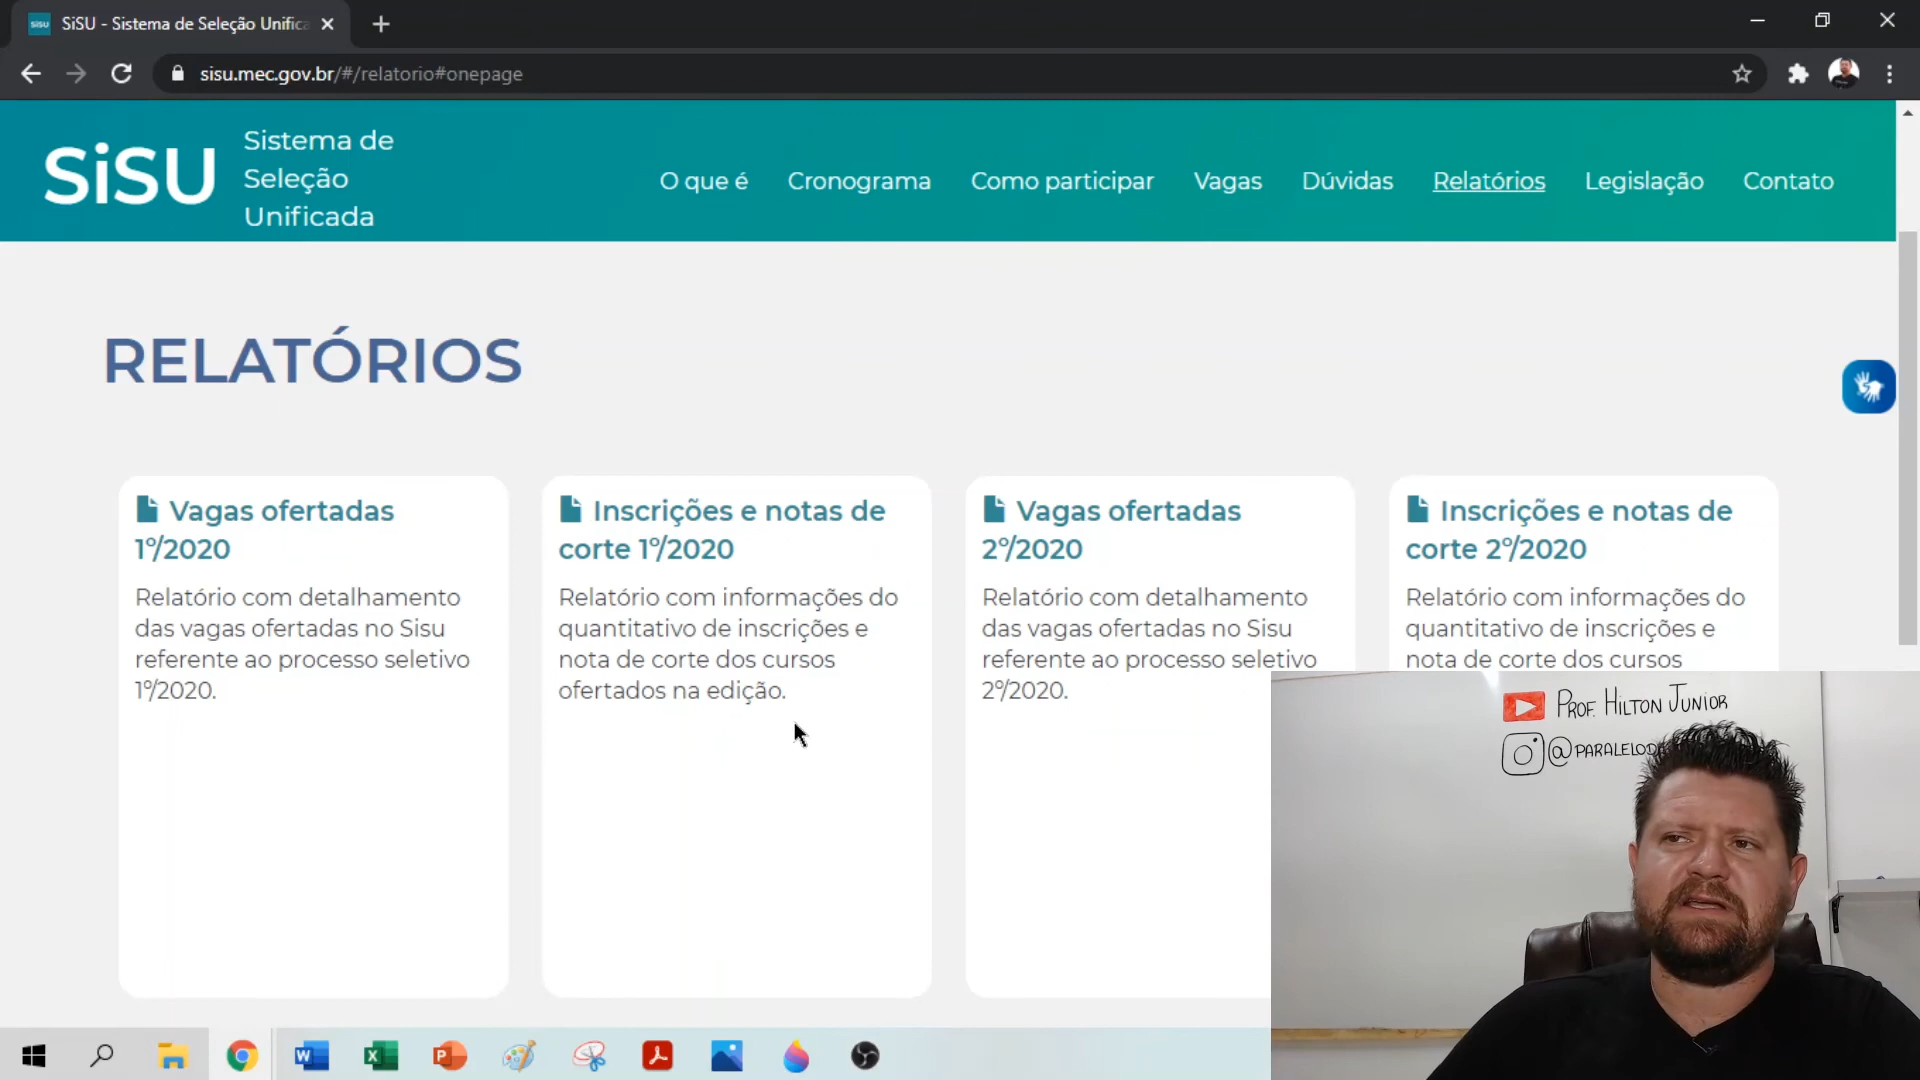 SiSU - Sistema de Seleção Unific
sisu.mec.gov.br/#/relatorio#onepage
SiSU
Sistema de
Seleção
Unificada
O que é
Cronograma
Como participar
Vagas
Dúvidas
Relatórios
Legislação
Contato
RELATÓRIOS
Vagas ofertadas
1º/2020
Relatório com detalhamento
das vagas ofertadas no Sisu
referente ao processo seletivo
1º/2020.
Inscrições e notas de
corte 1º/2020
Relatório com informações do
quantitativo de inscrições e
nota de corte dos cursos
ofertados na edição.
Vagas ofertadas
2º/2020
Relatório com detalhamento
das vagas ofertadas no Sisu
referente ao processo seletivo
2º/2020.
Inscrições e notas de
corte 2º/2020
Relatório com informações do
quantitativo de inscrições e
nota de corte dos cursos
PROF. HILTON JUNIOR